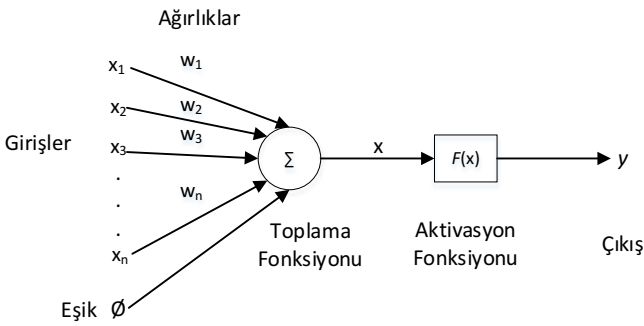 Ağırlıklar
x1
w1
x2
w2
Girişler
x3
w3
.
.
.
wn
xn
Eşik Ø
Σ
x
F(x)
y
Toplama
Fonksiyonu
Aktivasyon
Fonksiyonu
Çıkış